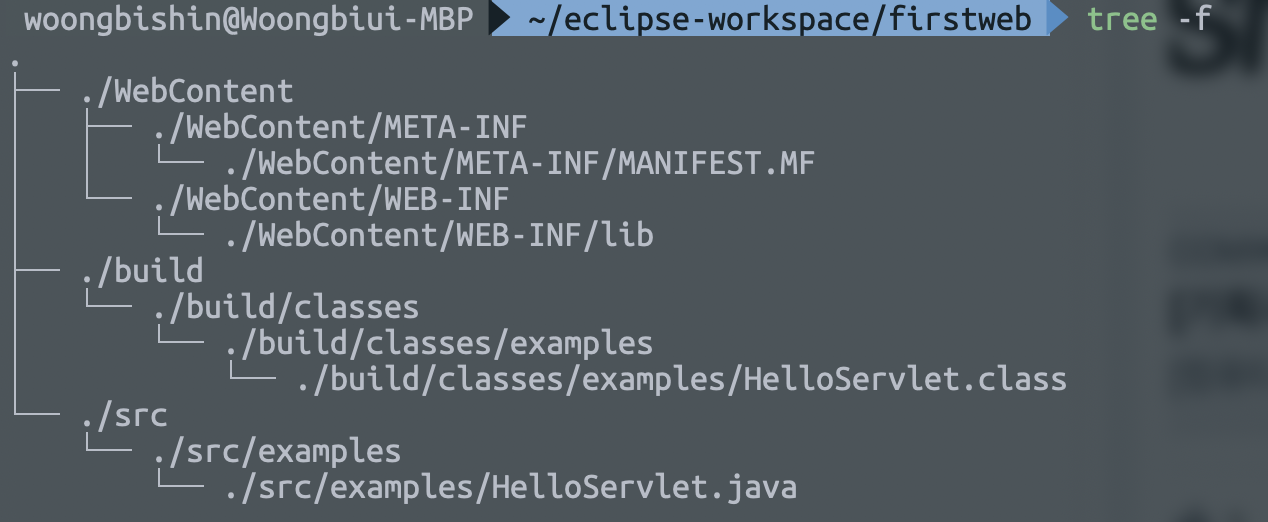 woongbishin@Woongbiui-MBP ~/eclipse-workspace/firstweb tree -f
.
├── ./WebContent
│   ├── ./WebContent/META-INF
│   │   └── ./WebContent/META-INF/MANIFEST.MF
│   └── ./WebContent/WEB-INF
│       └── ./WebContent/WEB-INF/lib
├── ./build
│   └── ./build/classes
│       └── ./build/classes/examples
│           └── ./build/classes/examples/HelloServlet.class
└── ./src
    └── ./src/examples
        └── ./src/examples/HelloServlet.java